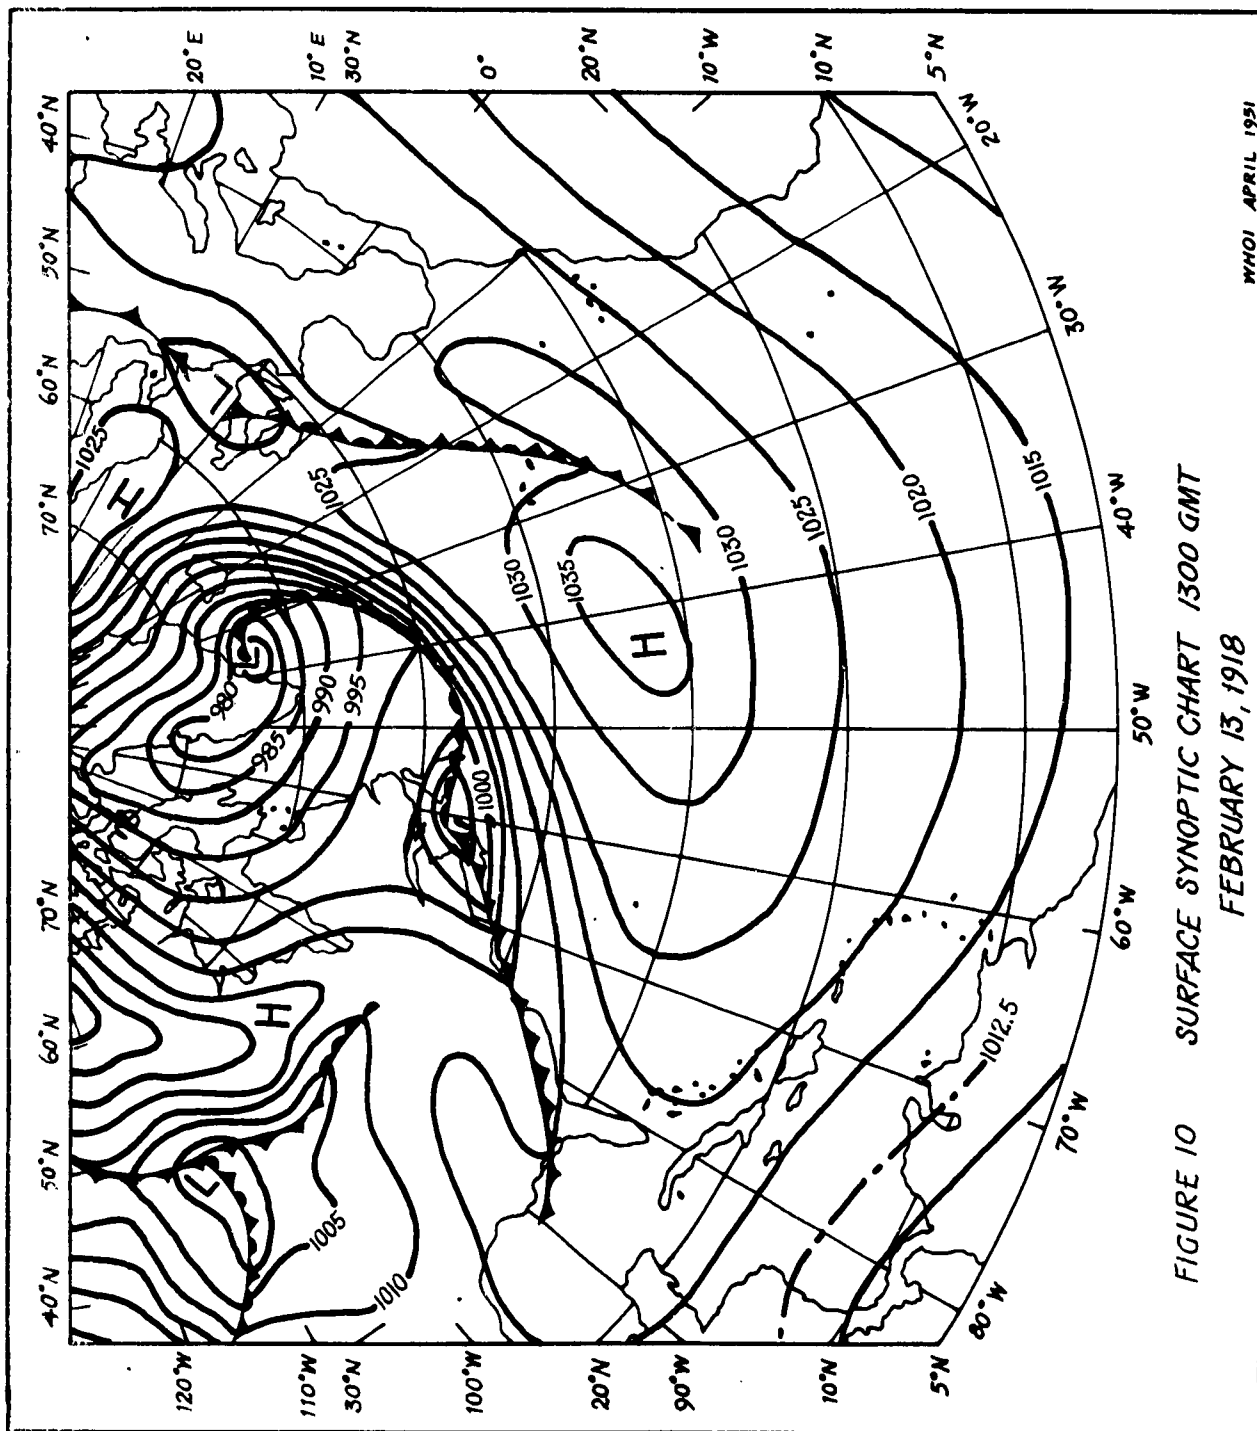 40°N
50°N
60°N
70°N
70°N
60°N
50°N
40°N
20°E
10°E
30°N
0°
20°N
10°W
10°N
5°N
20°W
30°W
40°W
50°W
60°W
70°W
80°W
120°W
110°W
30°N
100°W
20°N
90°W
10°N
5°N
1025
H
L
1025
L
980
985
990
995
1000
L
1030
1035
H
1030
1025
1020
1015
H
L
1005
1010
1012.5
FIGURE 10 SURFACE SYNOPTIC CHART 1300 GMT
FEBRUARY 13, 1918
WHOI APRIL 1951